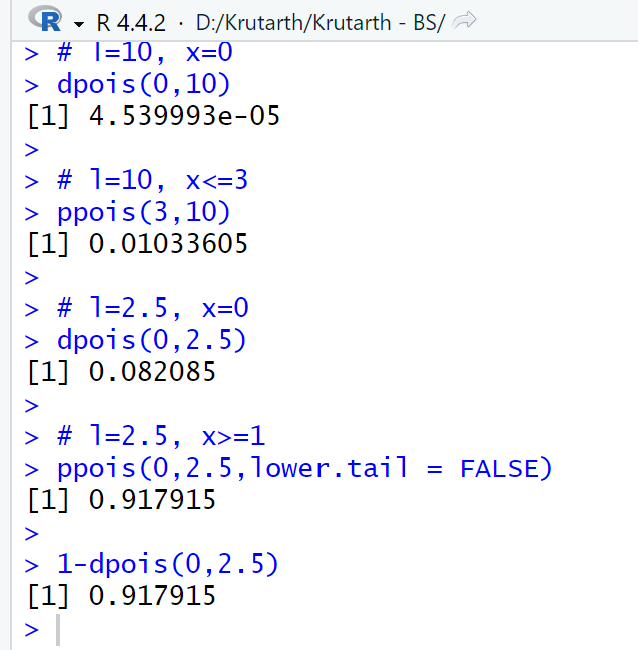 R R 4.4.2 · D:/Krutarth/Krutarth - BS/
> # l=10, x=0
> dpois(0,10)
[1] 4.539993e-05
>
> # l=10, x<=3
> ppois(3,10)
[1] 0.01033605
>
> # l=2.5, x=0
> dpois(0,2.5)
[1] 0.082085
>
> # l=2.5, x>=1
> ppois(0,2.5,lower.tail = FALSE)
[1] 0.917915
>
> 1-dpois(0,2.5)
[1] 0.917915
>